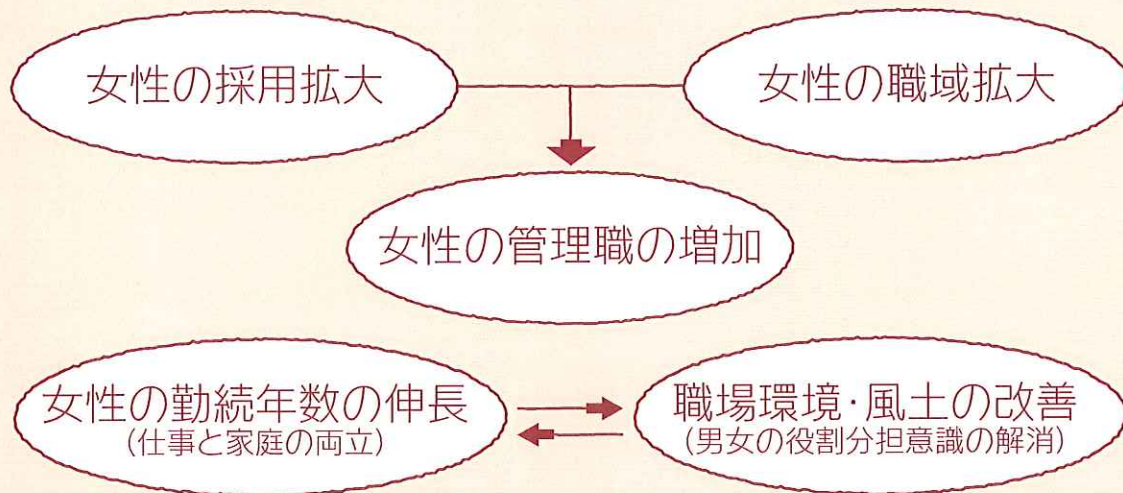 女性の採用拡大
女性の職域拡大
女性の管理職の増加
女性の勤続年数の伸長
(仕事と家庭の両立)
職場環境・風土の改善
(男女の役割分担意識の解消)